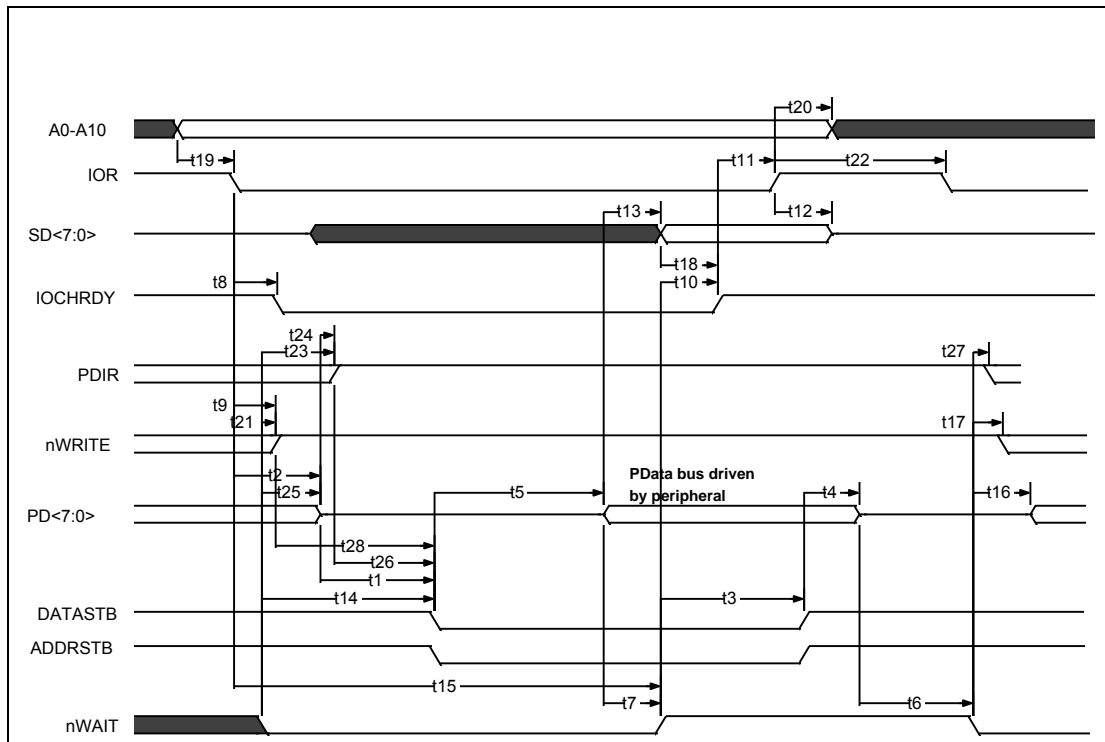 t20
A0-A10
t19
t11
t22
IOR
t13
t12
SD<7:0>
t18
t8
t10
IOCHRDY
t24
t23
t27
PDIR
t9
t21
t17
nWRITE
t2
PData bus driven
by peripheral
t25
t5
t4
t16
PD<7:0>
t28
t26
t1
t14
t3
DATASTB
ADDRSTB
t15
t7
t6
nWAIT